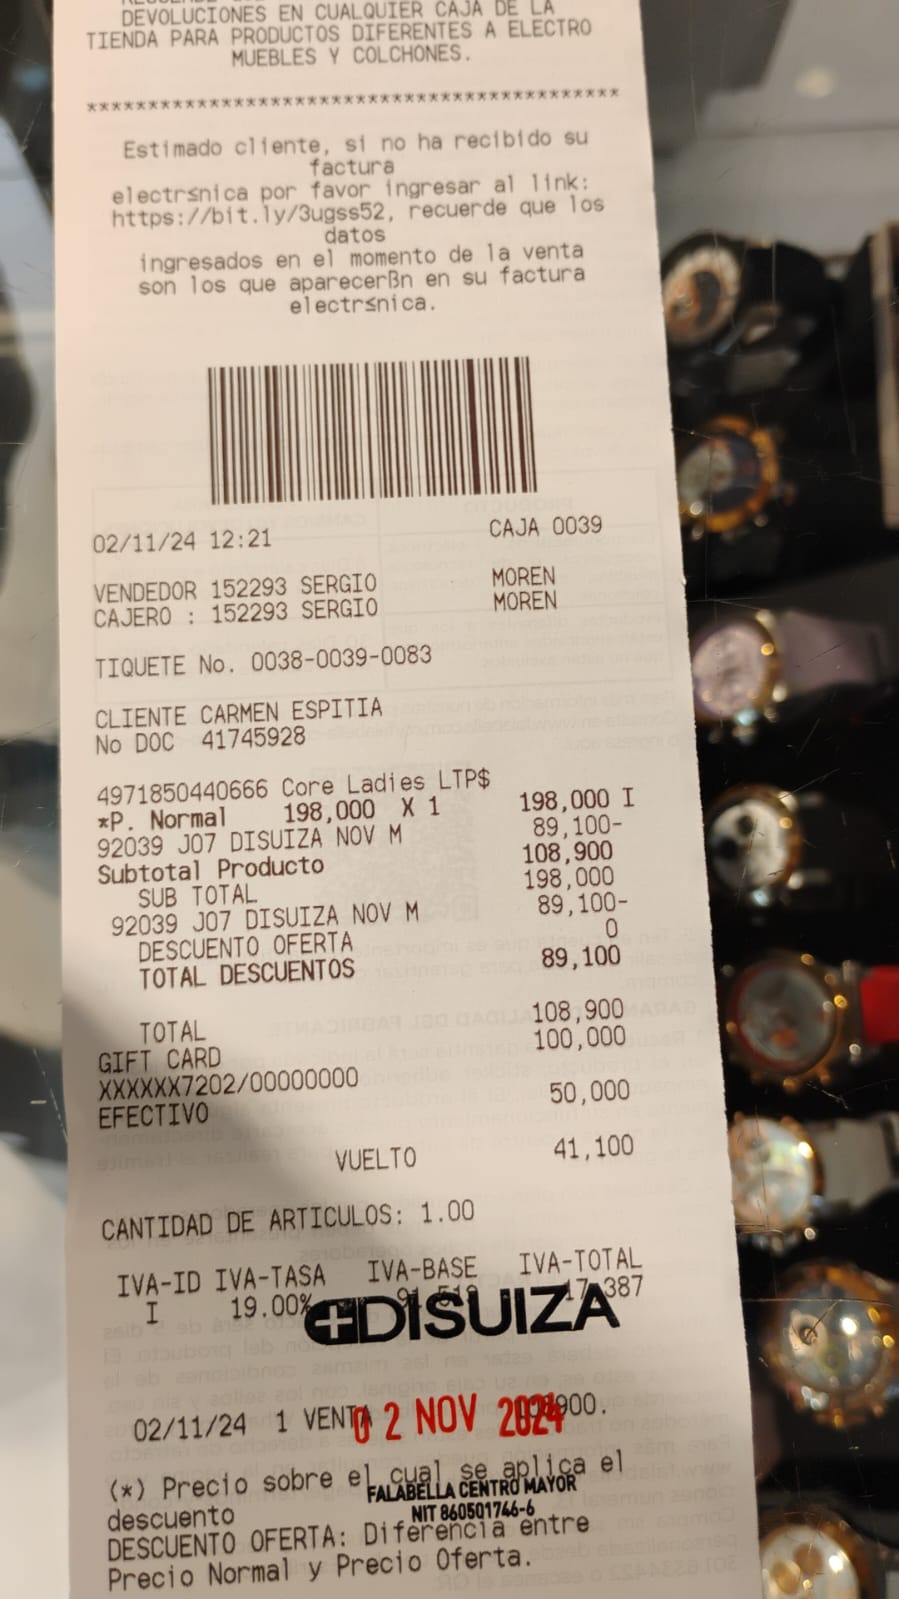 DEVOLUCIONES EN CUALQUIER CAJA DE LA
TIENDA PARA PRODUCTOS DIFERENTES A ELECTRO
MUEBLES Y COLCHONES.
********************************************
Estimado cliente, si no ha recibido su
factura
electr≤nica por favor ingresar al link:
https://bit.ly/3ugss52, recuerde que los
datos
ingresados en el momento de la venta
son los que aparecerßn en su factura
electr≤nica.
02/11/24 12:21 CAJA 0039
VENDEDOR 152293 SERGIO MOREN
CAJERO : 152293 SERGIO MOREN
TIQUETE No. 0038-0039-0083
CLIENTE CARMEN ESPITIA
No DOC 41745928
4971850440666 Core Ladies LTP$
*P. Normal 198,000 X 1 198,000 I
92039 J07 DISUIZA NOV M 89,100-
Subtotal Producto 108,900
SUB TOTAL 198,000
92039 J07 DISUIZA NOV M 89,100-
DESCUENTO OFERTA 0
TOTAL DESCUENTOS 89,100
TOTAL 108,900
GIFT CARD 100,000
XXXXXX7202/00000000
EFECTIVO 50,000
VUELTO 41,100
CANTIDAD DE ARTICULOS: 1.00
IVA-ID IVA-TASA IVA-BASE IVA-TOTAL
I 19.00% 17,387
DISUIZA
02/11/24 1 VENTA
02 NOV 2024
(*) Precio sobre el cual se aplica el
descuento
FALABELLA CENTRO MAYOR
NIT 860501746-6
DESCUENTO OFERTA: Diferencia entre
Precio Normal y Precio Oferta.